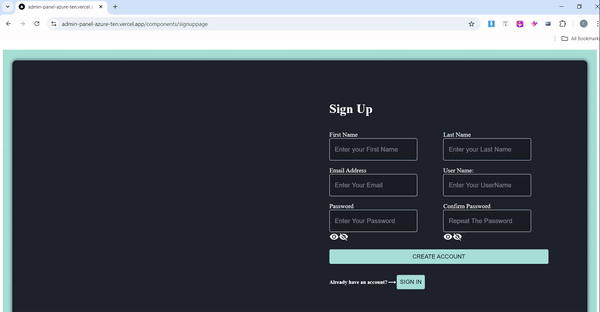 admin-panel-azure-ten.vercel.a
admin-panel-azure-ten.vercel.app/components/signuppage
All Bookmark
Sign Up
First Name Last Name
Enter your First Name Enter your Last Name
Email Address User Name:
Enter Your Email Enter Your UserName
Password Confirm Password
Enter Your Password Repeat The Password
CREATE ACCOUNT
Already have an account? ⟶ SIGN IN